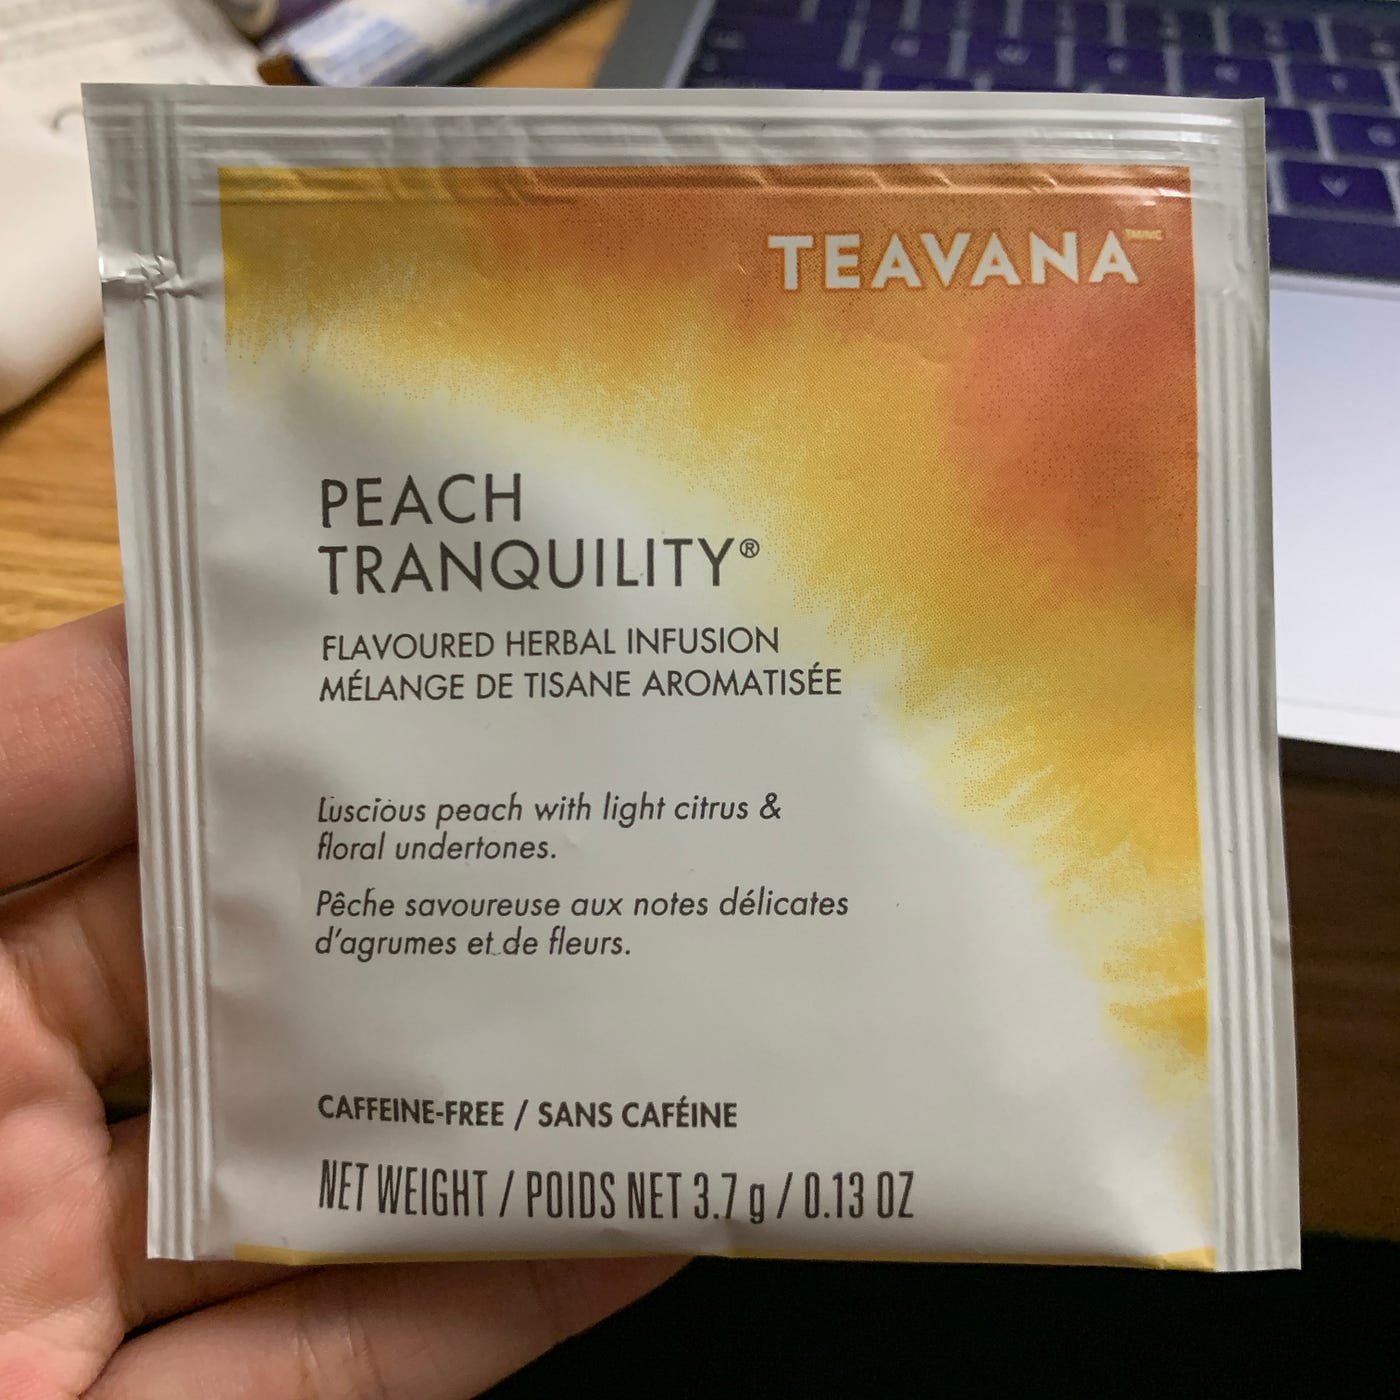 TEAVANA™/MC
PEACH
TRANQUILITY®
FLAVOURED HERBAL INFUSION
MÉLANGE DE TISANE AROMATISÉE
Luscious peach with light citrus &
floral undertones.
Pêche savoureuse aux notes délicates
d'agrumes et de fleurs.
CAFFEINE-FREE / SANS CAFÉINE
NET WEIGHT / POIDS NET 3.7 g / 0.13 OZ